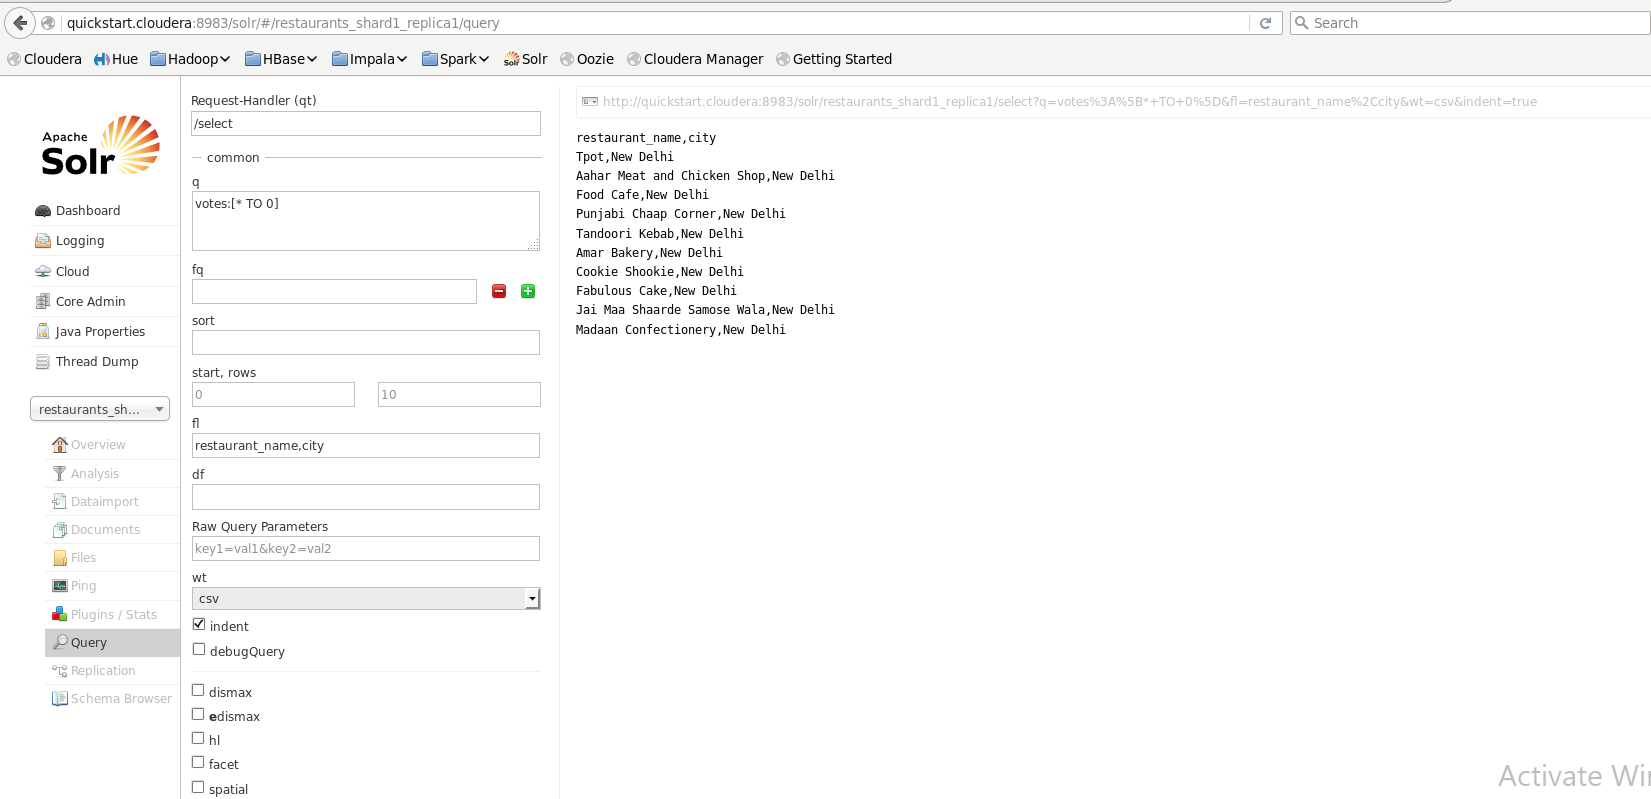 quickstart.cloudera:8983/solr/#/restaurants_shard1_replica1/query
Search
Cloudera Hue Hadoop HBase Impala Spark Solr Oozie Cloudera Manager Getting Started
Apache
Solr
Dashboard
Logging
Cloud
Core Admin
Java Properties
Thread Dump
restaurants_sh...
Overview
Analysis
Dataimport
Documents
Files
Ping
Plugins / Stats
Query
Replication
Schema Browser
Request-Handler (qt)
/select
common
q
votes:[* TO 0]
fq
sort
start, rows
0 10
fl
restaurant_name,city
df
Raw Query Parameters
key1=val1&key2=val2
wt
csv
indent
debugQuery
dismax
edismax
hl
facet
spatial
http://quickstart.cloudera:8983/solr/restaurants_shard1_replica1/select?q=votes%3A%5B*+TO+0%5D&fl=restaurant_name%2Ccity&wt=csv&indent=true
restaurant_name,city
Tpot,New Delhi
Aahar Meat and Chicken Shop,New Delhi
Food Cafe,New Delhi
Punjabi Chaap Corner,New Delhi
Tandoori Kebab,New Delhi
Amar Bakery,New Delhi
Cookie Shookie,New Delhi
Fabulous Cake,New Delhi
Jai Maa Shaarde Samose Wala,New Delhi
Madaan Confectionery,New Delhi
Activate Wi